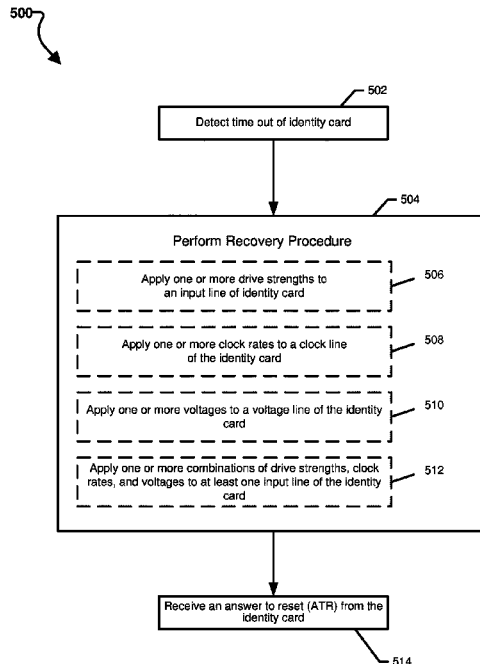 500
502
Detect time out of identity card
504
Perform Recovery Procedure
Apply one or more drive strengths to
an input line of identity card
506
Apply one or more clock rates to a clock line
of the identity card
508
Apply one or more voltages to a voltage line of the identity
card
510
Apply one or more combinations of drive strengths, clock
rates, and voltages to at least one input line of the identity
card
512
Receive an answer to reset (ATR) from the
identity card
514